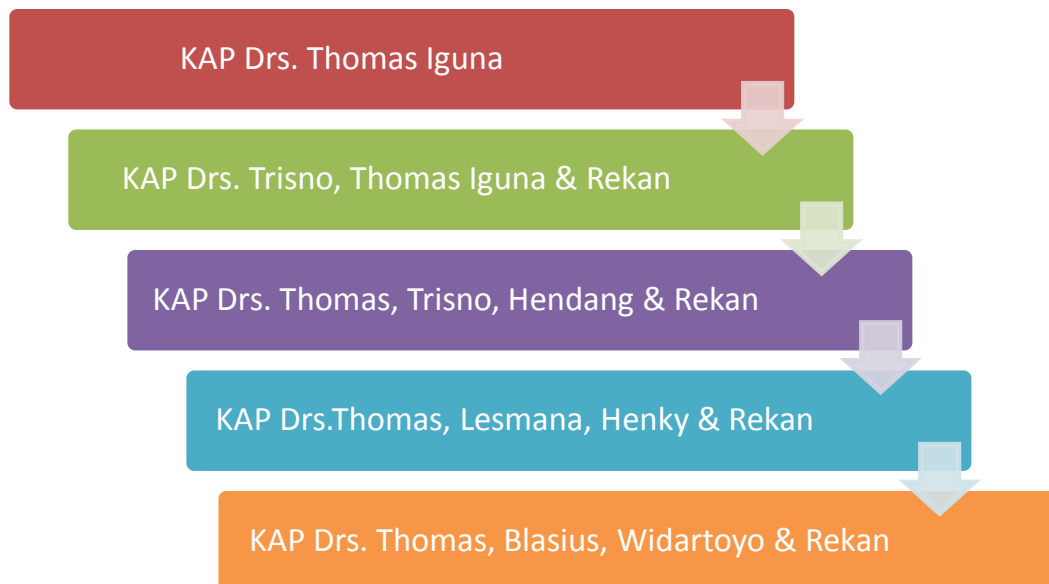 KAP Drs. Thomas Iguna
KAP Drs. Trisno, Thomas Iguna & Rekan
KAP Drs. Thomas, Trisno, Hendang & Rekan
KAP Drs.Thomas, Lesmana, Henky & Rekan
KAP Drs. Thomas, Blasius, Widartoyo & Rekan